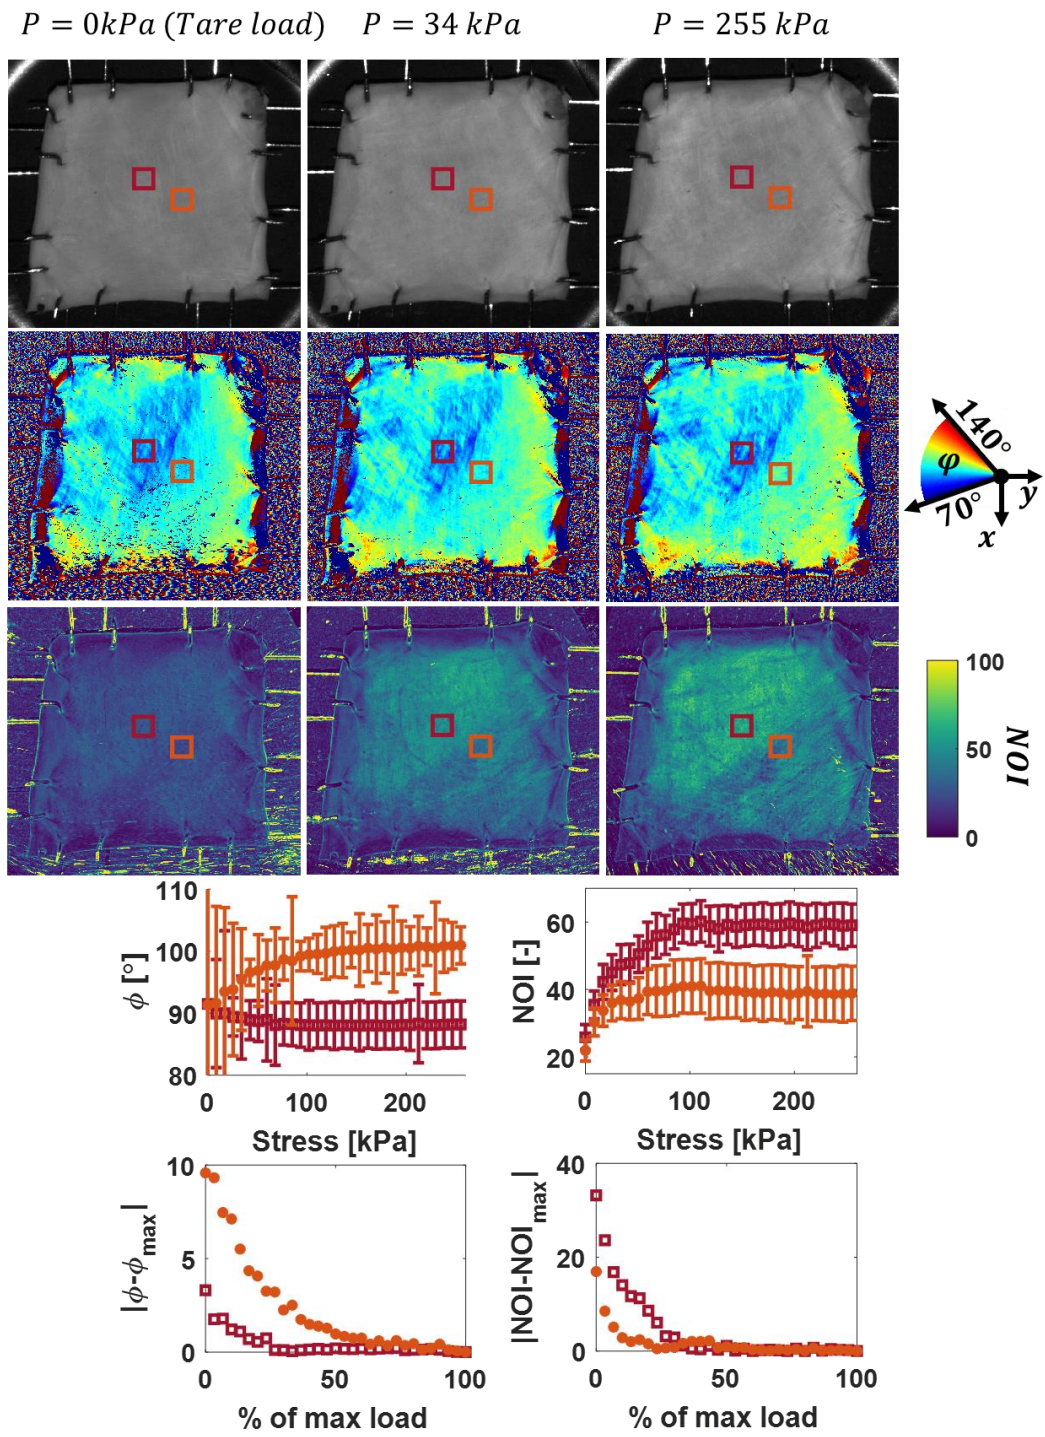 P = 0kPa (Tare load)
P = 34 kPa
P = 255 kPa
140°
φ
70°
y
x
100
50
0
NOI
110
100
90
80
ϕ [°]
0
100
200
Stress [kPa]
60
40
20
NOI [-]
0
100
200
Stress [kPa]
10
5
0
|ϕ-ϕmax|
0
50
100
% of max load
40
20
0
|NOI-NOImax|
0
50
100
% of max load